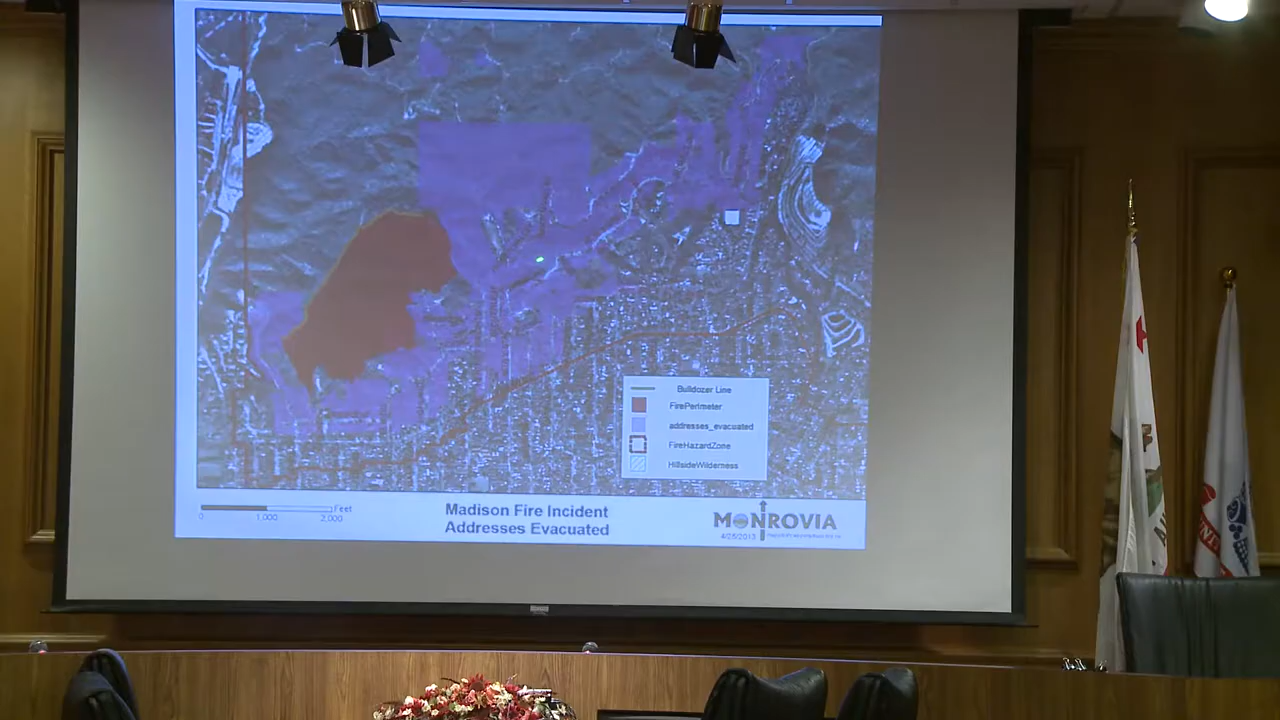 Bulldozer Line
FirePerimeter
addresses_evacuated
FireHazardZone
HillsideWilderness
Feet
0
1,000
2,000
Madison Fire Incident
Addresses Evacuated
MONROVIA
4/25/2013